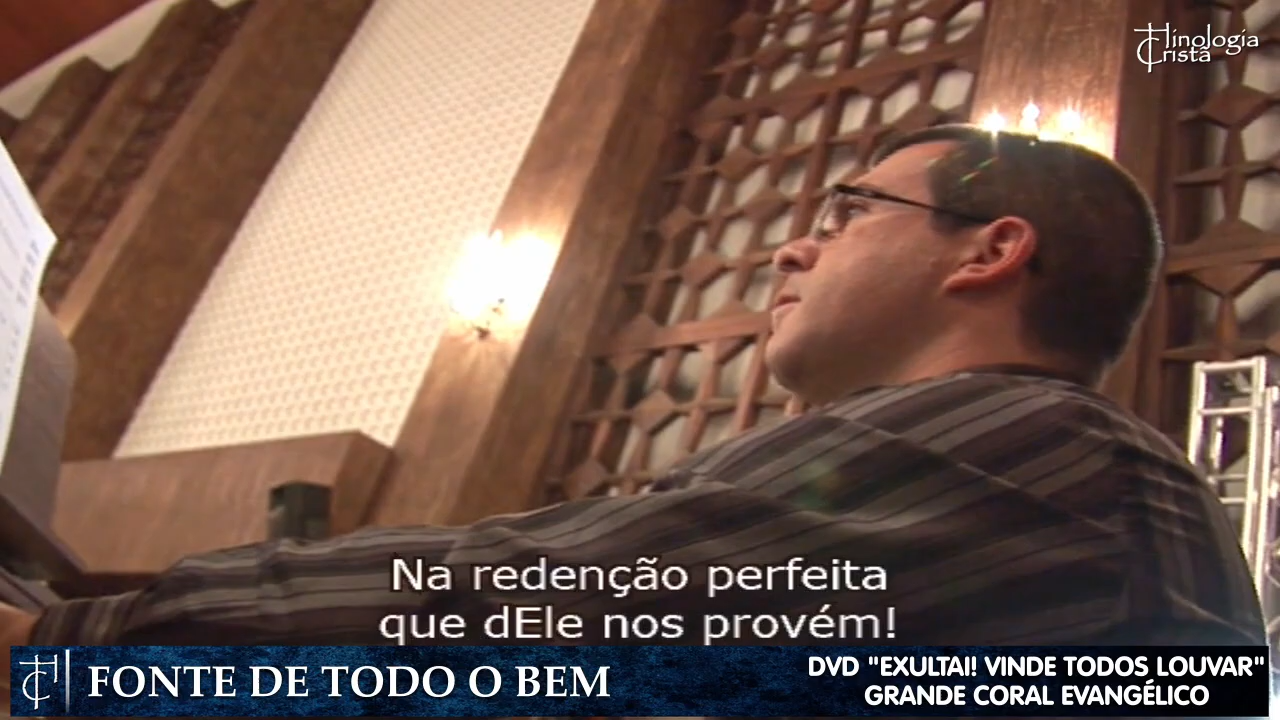 Hinologia
Cristã
Na redenção perfeita
que dEle nos provém!
FONTE DE TODO O BEM
DVD "EXULTAI! VINDE TODOS LOUVAR"
GRANDE CORAL EVANGÉLICO